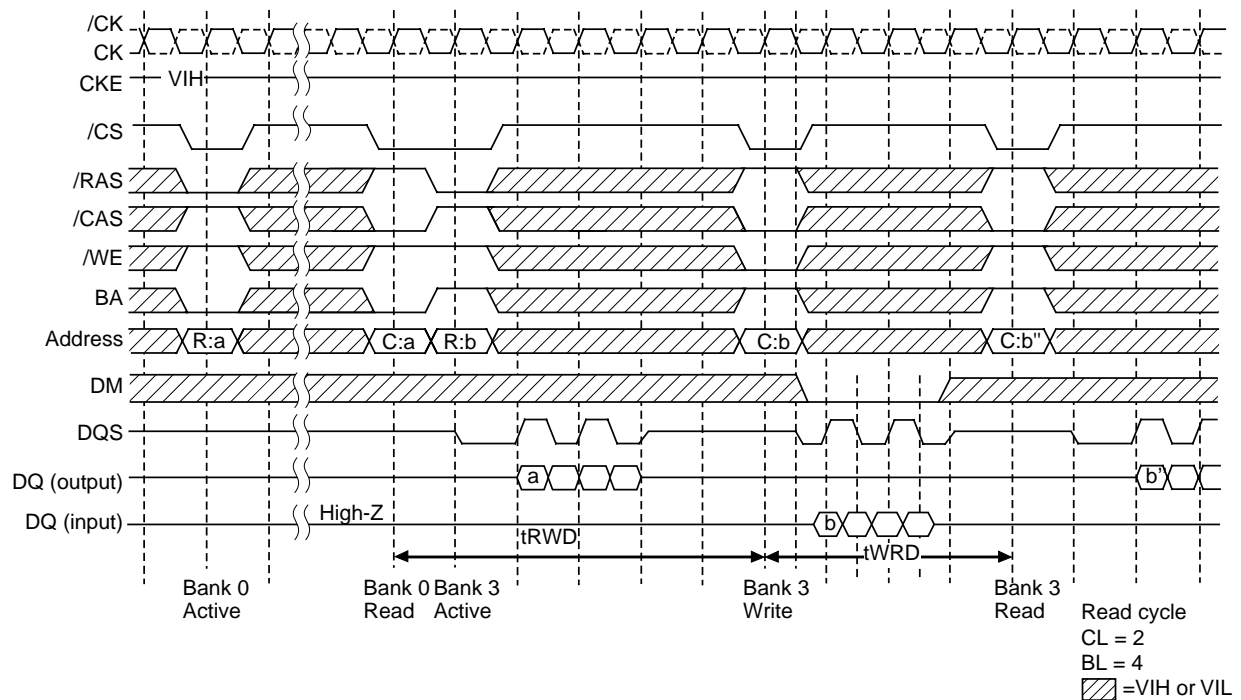 /CK
CK
CKE VIH
/CS
/RAS
/CAS
/WE
BA
Address R:a C:a R:b C:b C:b''
DM
DQS
DQ (output) a b''
DQ (input) High-Z b
tRWD tWRD
Bank 0 Active
Bank 0 Read
Bank 3 Active
Bank 3 Write
Bank 3 Read
Read cycle
CL = 2
BL = 4
=VIH or VIL